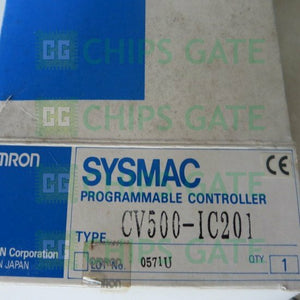 CHIPS GATE
CHIPS GATE
CHIPS GATE
mron
SYSMAC
CE
PROGRAMMABLE CONTROLLER
TYPE CV500-IC201
N Corporation
N JAPAN
LOT No. 0571U
QTY 1